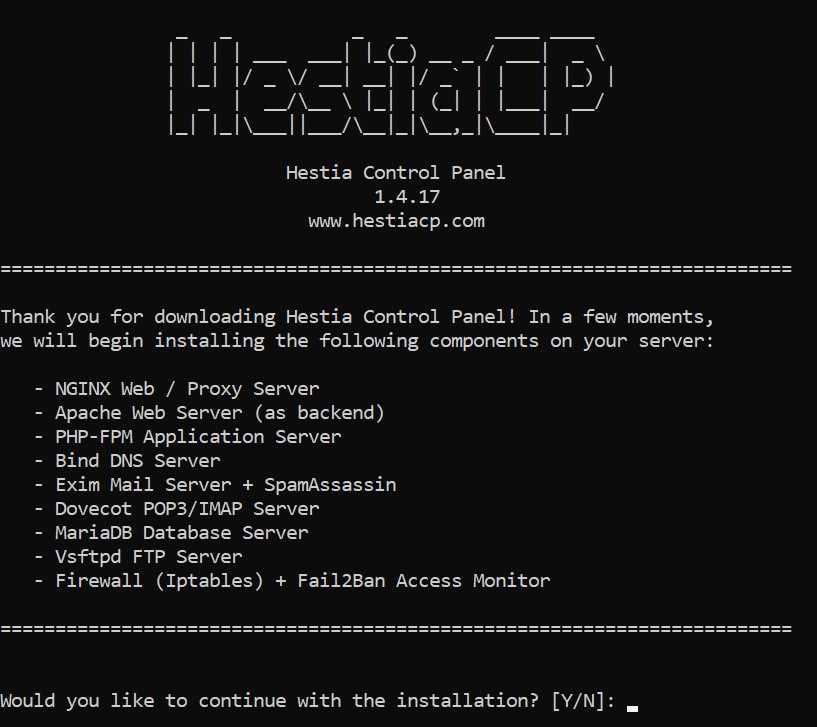 HestiaCP
Hestia Control Panel
1.4.17
www.hestiacp.com
========================================================================
Thank you for downloading Hestia Control Panel! In a few moments,
we will begin installing the following components on your server:
- NGINX Web / Proxy Server
- Apache Web Server (as backend)
- PHP-FPM Application Server
- Bind DNS Server
- Exim Mail Server + SpamAssassin
- Dovecot POP3/IMAP Server
- MariaDB Database Server
- Vsftpd FTP Server
- Firewall (Iptables) + Fail2Ban Access Monitor
========================================================================
Would you like to continue with the installation? [Y/N]: